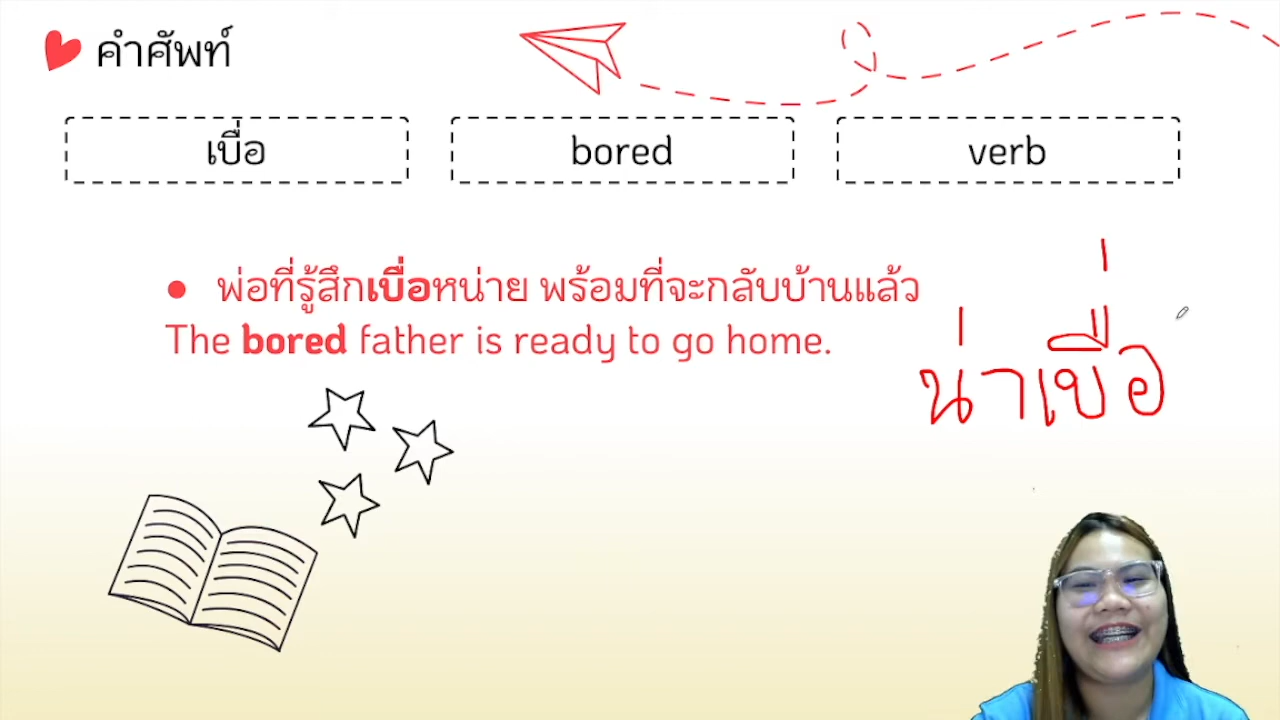 คำศัพท์
เบื่อ
bored
verb
พ่อที่รู้สึกเบื่อหน่าย พร้อมที่จะกลับบ้านแล้ว
The bored father is ready to go home.
น่าเบื่อ